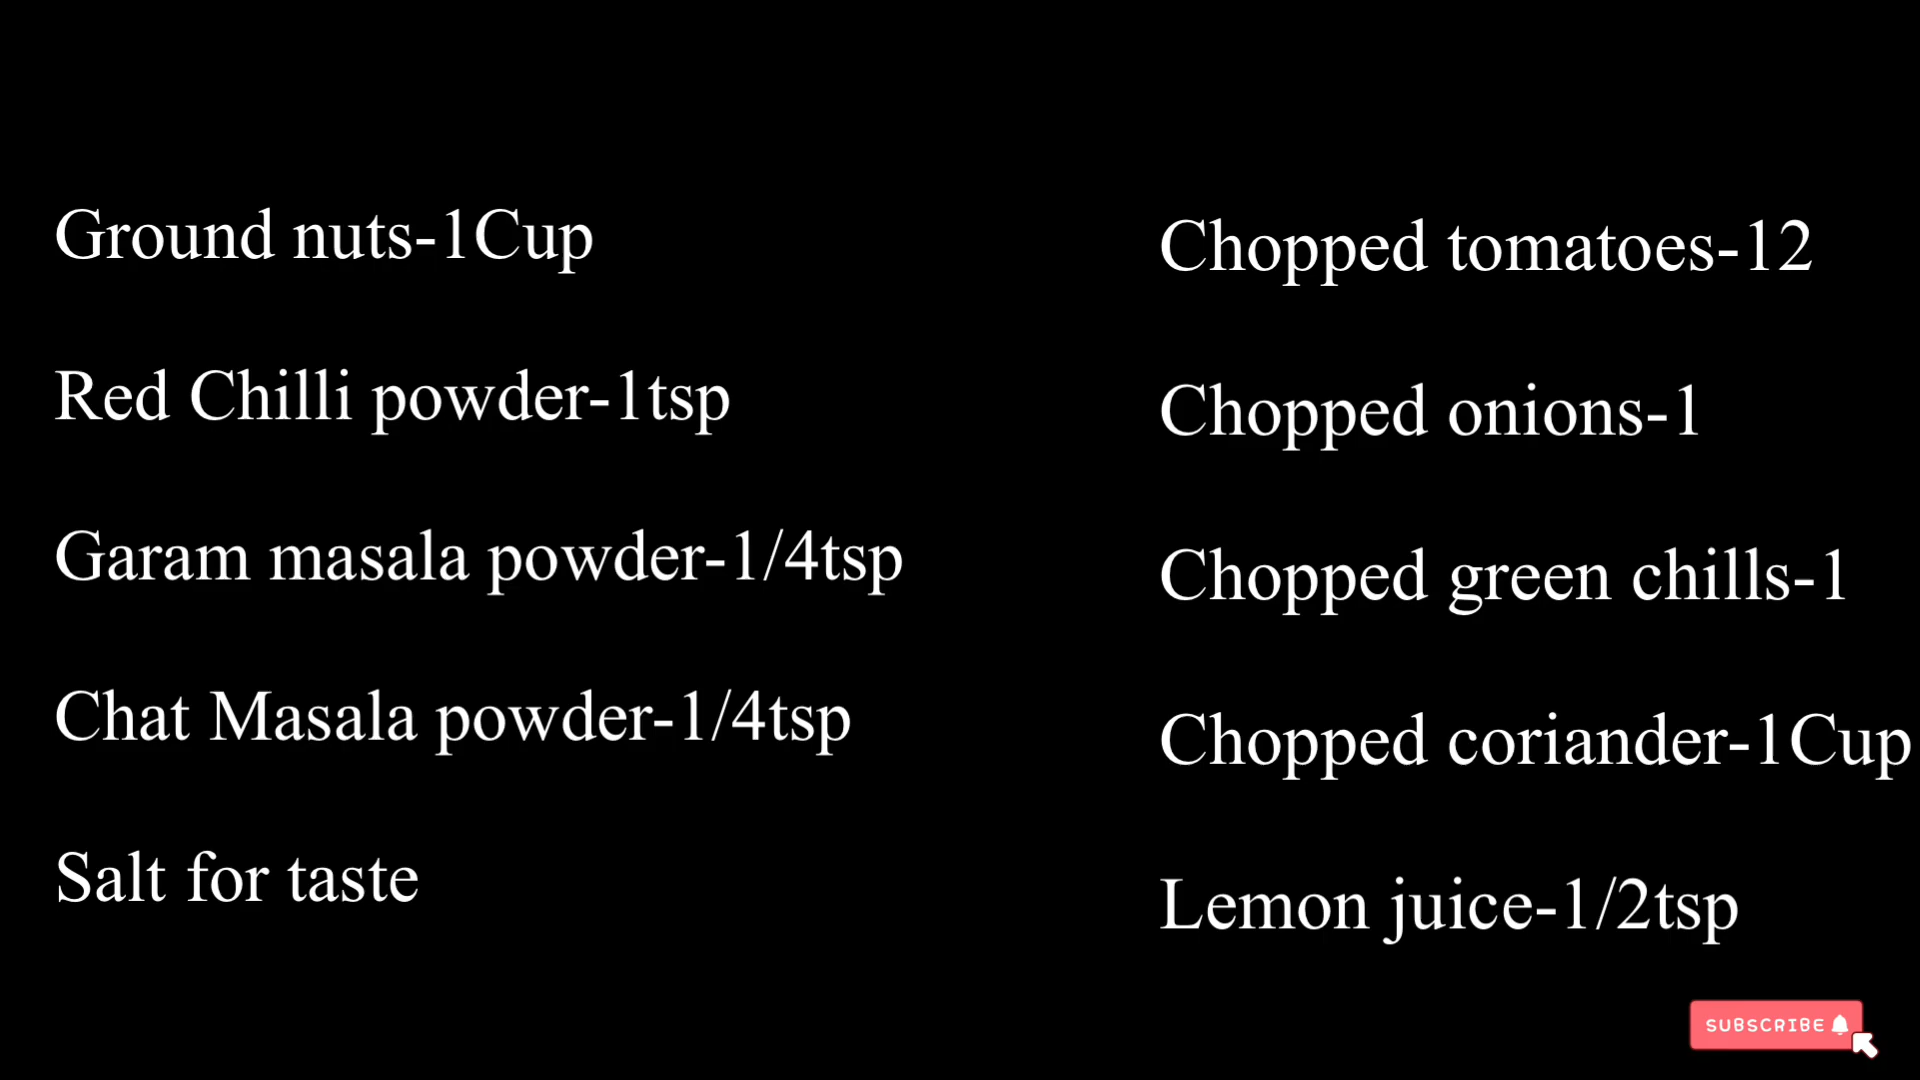 Ground nuts-1Cup
Red Chilli powder-1tsp
Garam masala powder-1/4tsp
Chat Masala powder-1/4tsp
Salt for taste
Chopped tomatoes-12
Chopped onions-1
Chopped green chills-1
Chopped coriander-1Cup
Lemon juice-1/2tsp
SUBSCRIBE